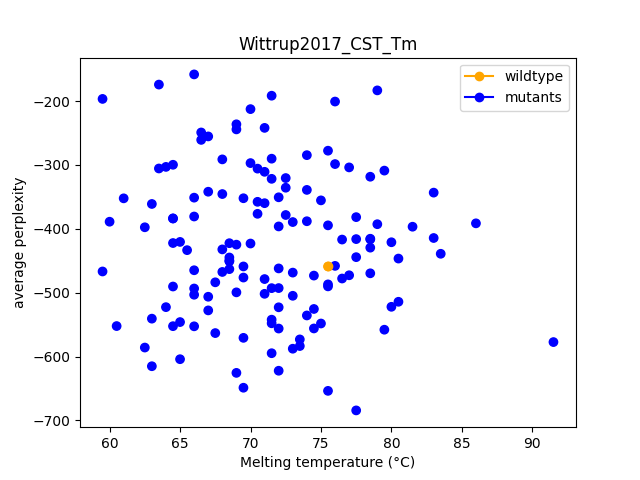 Wittrup2017_CST_Tm
wildtype
mutants
average perplexity
−200
−300
−400
−500
−600
−700
60 65 70 75 80 85 90
Melting temperature (°C)